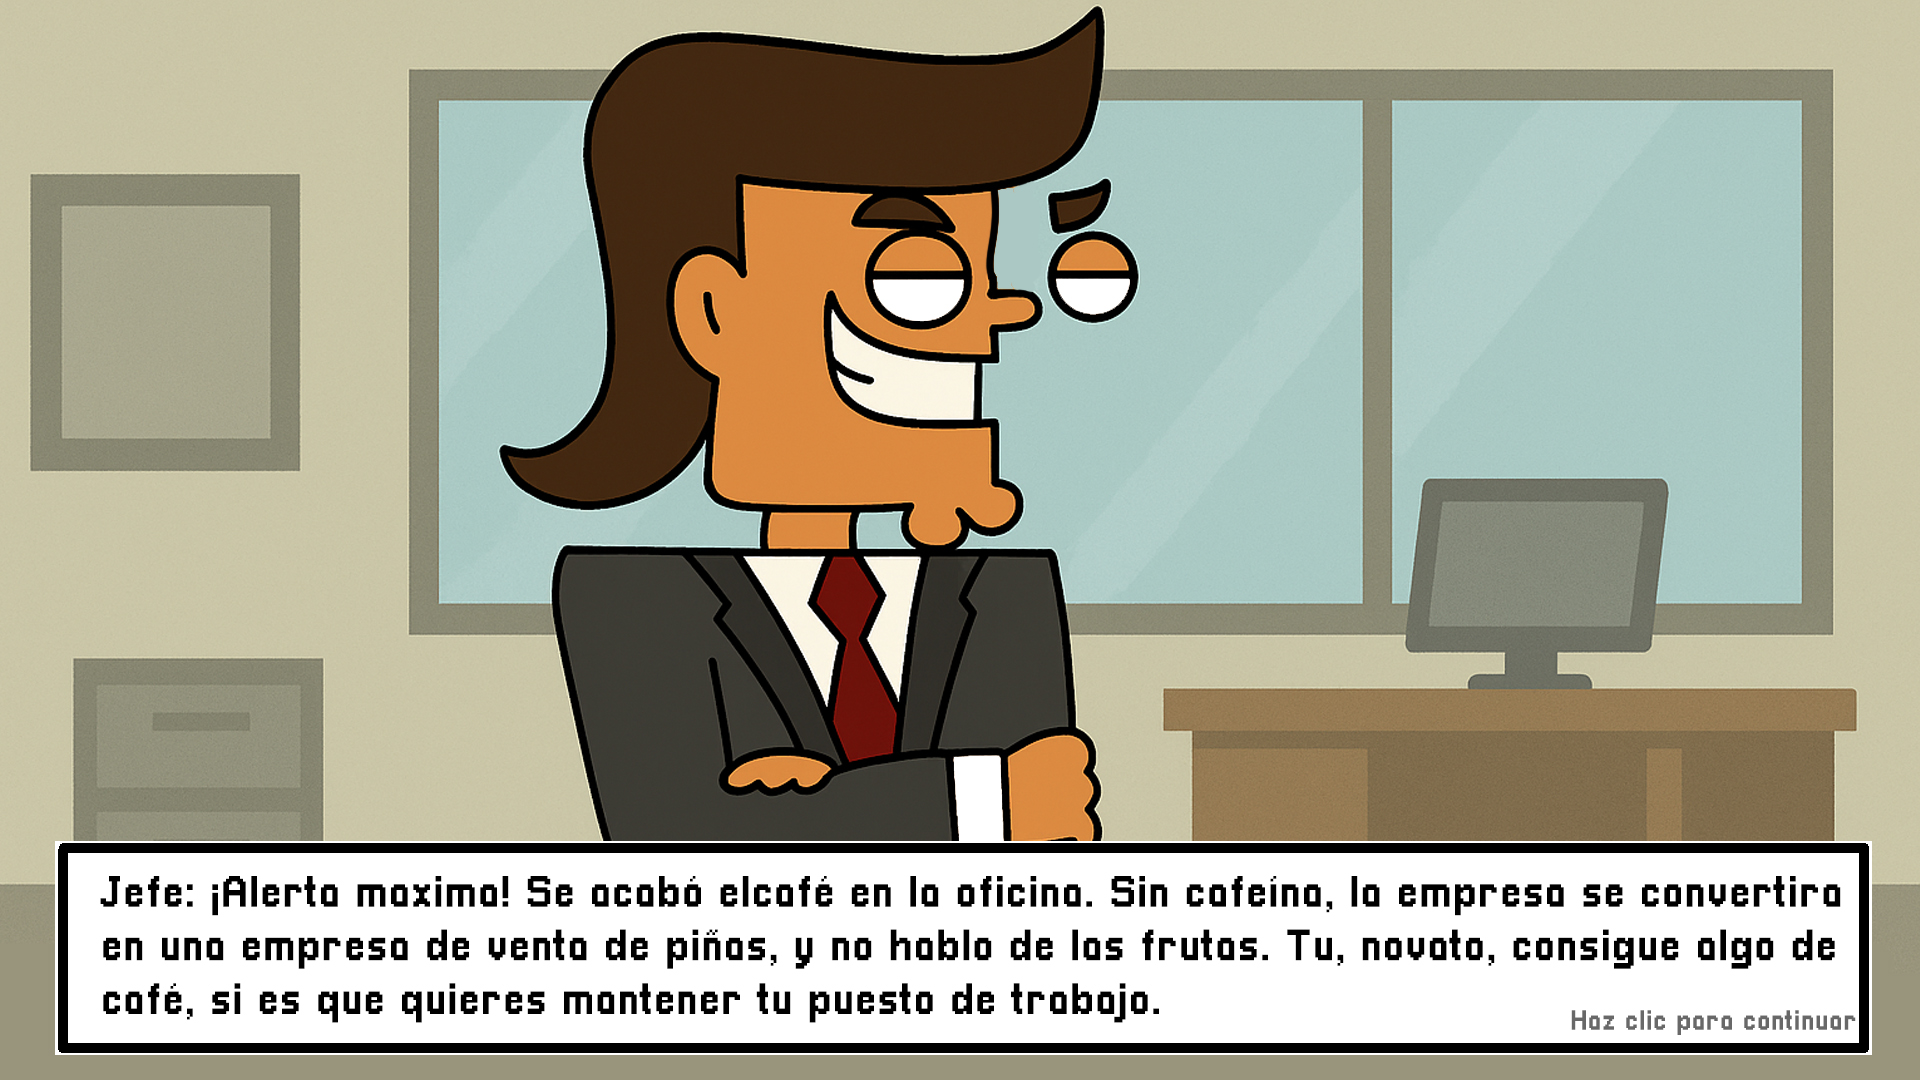 Jefe: ¡Alerta maxima! Se acabó elcafé en la oficina. Sin cafeína, la empresa se convertira
en una empresa de venta de piñas, y no hablo de las frutas. Tu, novato, consigue algo de
café, si es que quieres mantener tu puesto de trabajo.
Haz clic para continuar